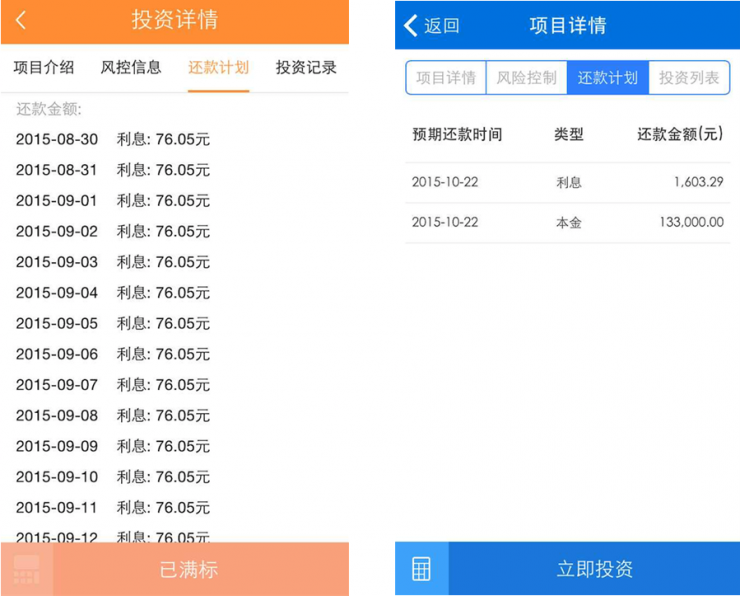 投资详情
项目介绍 风控信息 还款计划 投资记录
还款金额:
2015-08-30 利息: 76.05元
2015-08-31 利息: 76.05元
2015-09-01 利息: 76.05元
2015-09-02 利息: 76.05元
2015-09-03 利息: 76.05元
2015-09-04 利息: 76.05元
2015-09-05 利息: 76.05元
2015-09-06 利息: 76.05元
2015-09-07 利息: 76.05元
2015-09-08 利息: 76.05元
2015-09-09 利息: 76.05元
2015-09-10 利息: 76.05元
2015-09-11 利息: 76.05元
2015-09-12 利息: 76.05元
已满标
返回 项目详情
项目详情 风险控制 还款计划 投资列表
预期还款时间 类型 还款金额(元)
2015-10-22 利息 1,603.29
2015-10-22 本金 133,000.00
立即投资